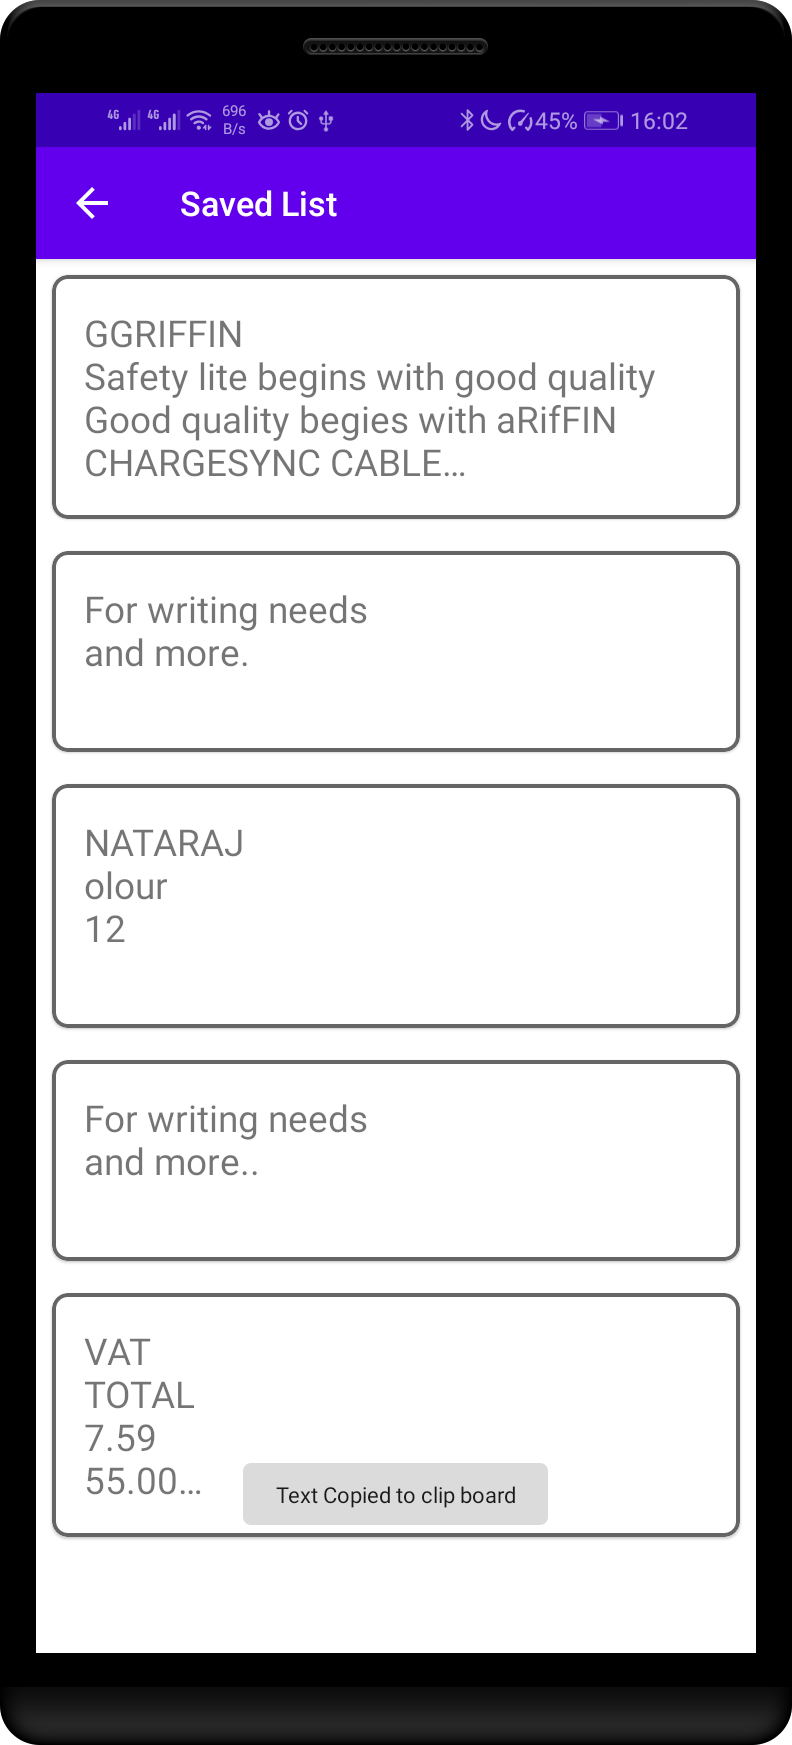 4G 4G 696 B/s 45% 16:02
Saved List
GGRIFFIN
Safety lite begins with good quality
Good quality begies with aRifFIN
CHARGESYNC CABLE...
For writing needs
and more.
NATARAJ
olour
12
For writing needs
and more..
VAT
TOTAL
7.59
55.00...
Text Copied to clip board